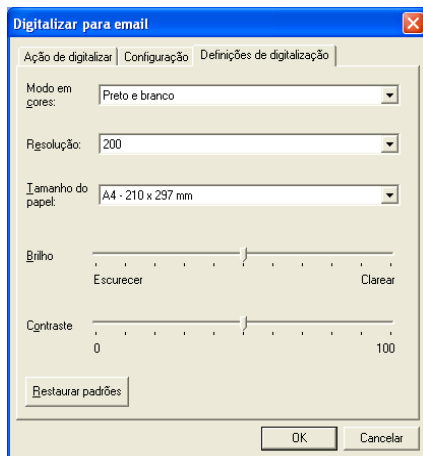 Digitalizar para email
Ação de digitalizar Configuração Definições de digitalização
Modo em
cores:
Preto e branco
Resolução:
200
Tamanho do
papel:
A4 - 210 x 297 mm
Brilho
Escurecer Clarear
Contraste
0 100
Restaurar padrões
OK Cancelar